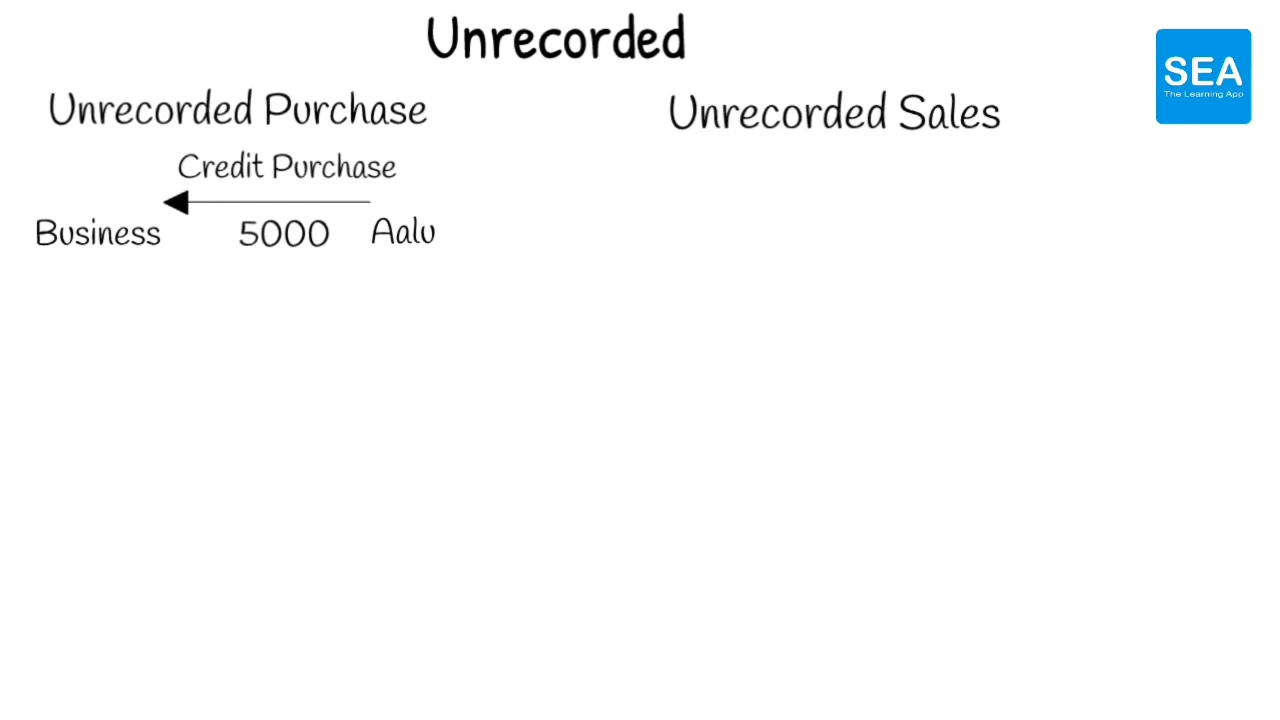 Unrecorded
SEA
The Learning App
Unrecorded Purchase
Unrecorded Sales
Credit Purchase
Business 5000 Aalu